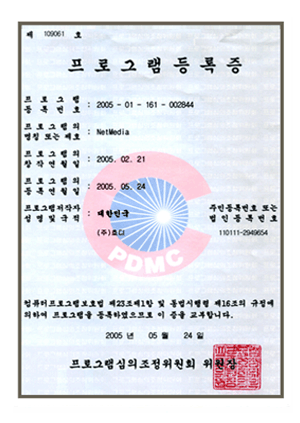 제 109061 호
프로그램등록증
프로그램
등록번호 : 2005 - 01 - 161 - 002844
프로그램의
명칭 또는 제호 : NetMedia
프로그램의
창작연월일 : 2005. 02. 21
프로그램의
등록연월일 : 2005. 05. 24
프로그램저작자
성명 및 국적 : 대한민국
(주)효디
주민등록번호 또는
법인등록번호
110111-2949654
PDMC
컴퓨터프로그램보호법 제23조제1항 및 동법시행령 제16조의 규정에
의하여 프로그램을 등록하였으므로 이 증을 교부합니다.
2005 년 05 월 24 일
프로그램심의조정위원회 위원장